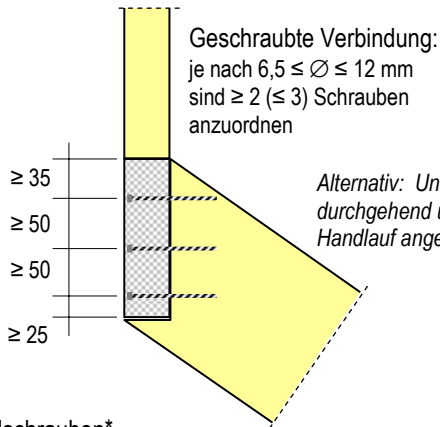 Geschraubte Verbindung:
je nach 6,5 ≤ ∅ ≤ 12 mm
sind ≥ 2 (≤ 3) Schrauben
anzuordnen
≥ 35
≥ 50
≥ 50
≥ 25
Alternativ: Un
durchgehend u
Handlauf ange